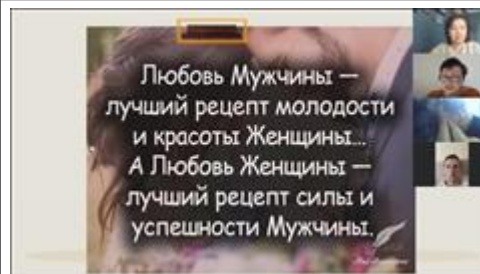 Любовь Мужчины –
лучший рецепт молодости
и красоты Женщины...
А Любовь Женщины –
лучший рецепт силы и
успешности Мужчины.